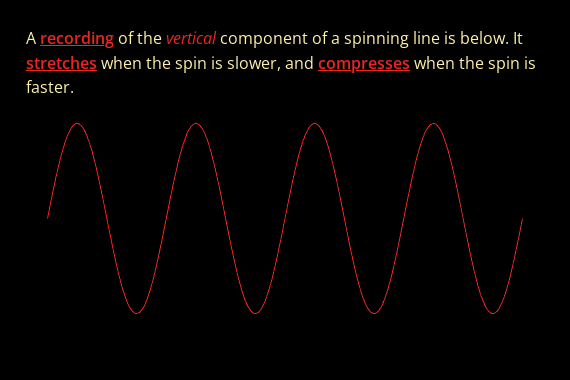 A recording of the vertical component of a spinning line is below. It
stretches when the spin is slower, and compresses when the spin is
faster.